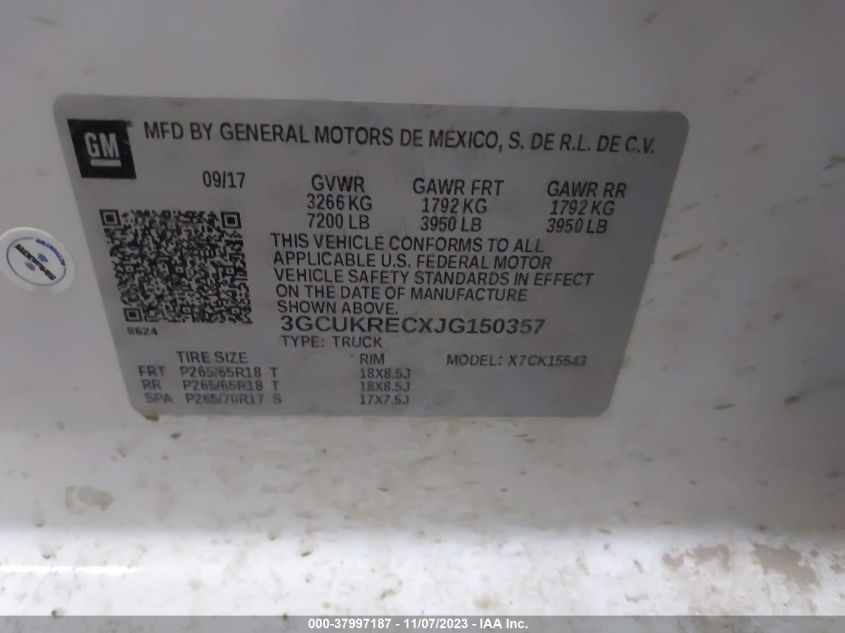 GM
MFD BY GENERAL MOTORS DE MEXICO, S. DE R.L. DE C.V.
09/17 GVWR GAWR FRT GAWR RR
3266 KG 1792 KG 1792 KG
7200 LB 3950 LB 3950 LB
THIS VEHICLE CONFORMS TO ALL
APPLICABLE U.S. FEDERAL MOTOR
VEHICLE SAFETY STANDARDS IN EFFECT
ON THE DATE OF MANUFACTURE
SHOWN ABOVE.
3GCUKRECXJG150357
8624
TYPE: TRUCK
TIRE SIZE RIM MODEL: X7CK15543
FRT P265/65R18 T 18X8.5J
RR P265/65R18 T 18X8.5J
SPA P265/70R17 S 17X7.5J
000-37997187 - 11/07/2023 - IAA Inc.